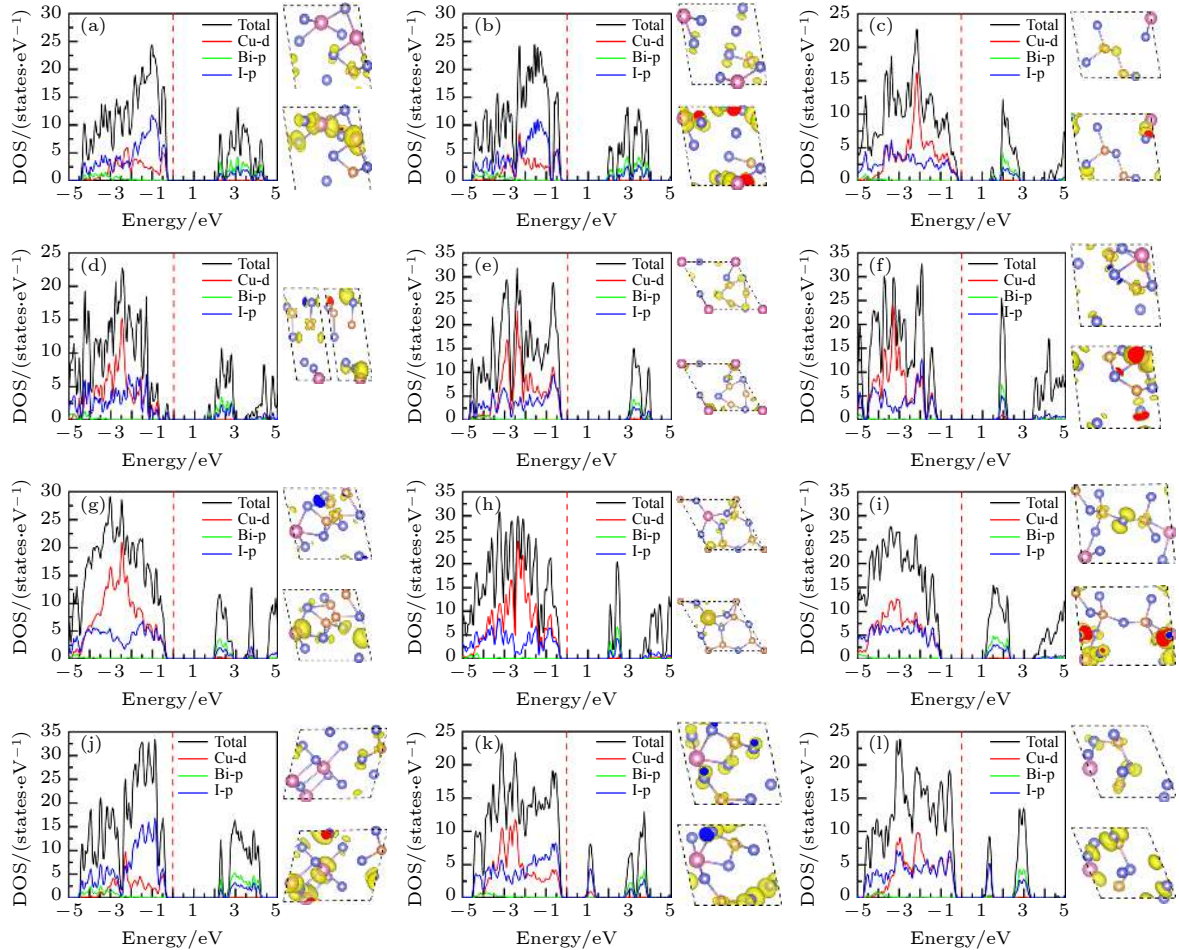 DOS/(states·eV⁻¹)
30
25
20
15
10
5
0
(a)
Total
Cu-d
Bi-p
I-p
−5 −3 −1 1 3 5
Energy/eV
DOS/(states·eV⁻¹)
30
25
20
15
10
5
0
(b)
Total
Cu-d
Bi-p
I-p
−5 −3 −1 1 3 5
Energy/eV
DOS/(states·eV⁻¹)
25
20
15
10
5
0
(c)
Total
Cu-d
Bi-p
I-p
−5 −3 −1 1 3 5
Energy/eV
DOS/(states·eV⁻¹)
25
20
15
10
5
0
(d)
Total
Cu-d
Bi-p
I-p
−5 −3 −1 1 3 5
Energy/eV
DOS/(states·eV⁻¹)
35
30
25
20
15
10
5
0
(e)
Total
Cu-d
Bi-p
I-p
−5 −3 −1 1 3 5
Energy/eV
DOS/(states·eV⁻¹)
35
30
25
20
15
10
5
0
(f)
Total
Cu-d
Bi-p
I-p
−5 −3 −1 1 3 5
Energy/eV
DOS/(states·eV⁻¹)
30
25
20
15
10
5
0
(g)
Total
Cu-d
Bi-p
I-p
−5 −3 −1 1 3 5
Energy/eV
DOS/(states·eV⁻¹)
35
30
25
20
15
10
5
0
(h)
Total
Cu-d
Bi-p
I-p
−5 −3 −1 1 3 5
Energy/eV
DOS/(states·eV⁻¹)
35
30
25
20
15
10
5
0
(i)
Total
Cu-d
Bi-p
I-p
−5 −3 −1 1 3 5
Energy/eV
DOS/(states·eV⁻¹)
35
30
25
20
15
10
5
0
(j)
Total
Cu-d
Bi-p
I-p
−5 −3 −1 1 3 5
Energy/eV
DOS/(states·eV⁻¹)
25
20
15
10
5
0
(k)
Total
Cu-d
Bi-p
I-p
−5 −3 −1 1 3 5
Energy/eV
DOS/(states·eV⁻¹)
25
20
15
10
5
0
(l)
Total
Cu-d
Bi-p
I-p
−5 −3 −1 1 3 5
Energy/eV